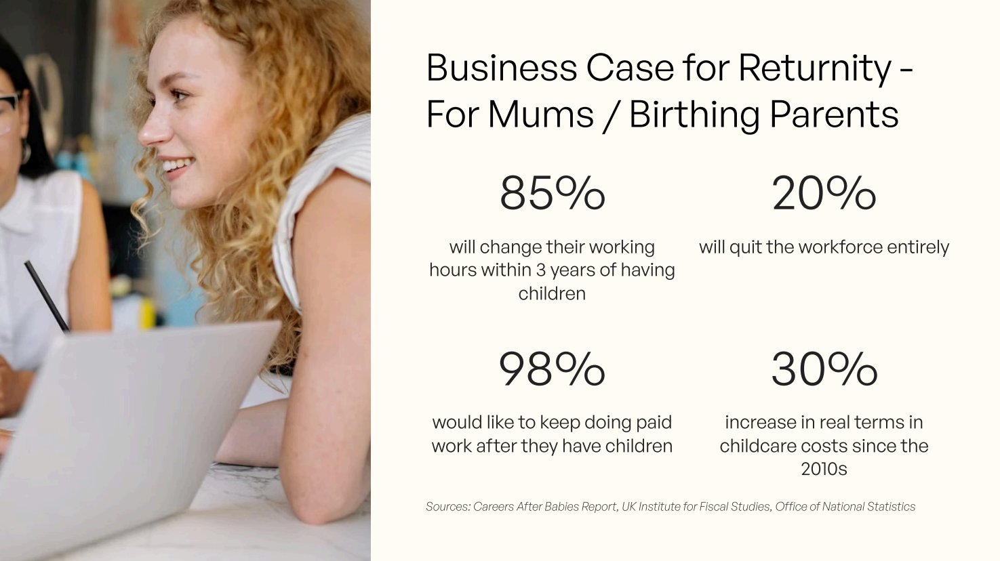 Business Case for Returnity -
For Mums / Birthing Parents
85%
will change their working
hours within 3 years of having
children
20%
will quit the workforce entirely
98%
would like to keep doing paid
work after they have children
30%
increase in real terms in
childcare costs since the
2010s
Sources: Careers After Babies Report, UK Institute for Fiscal Studies, Office of National Statistics